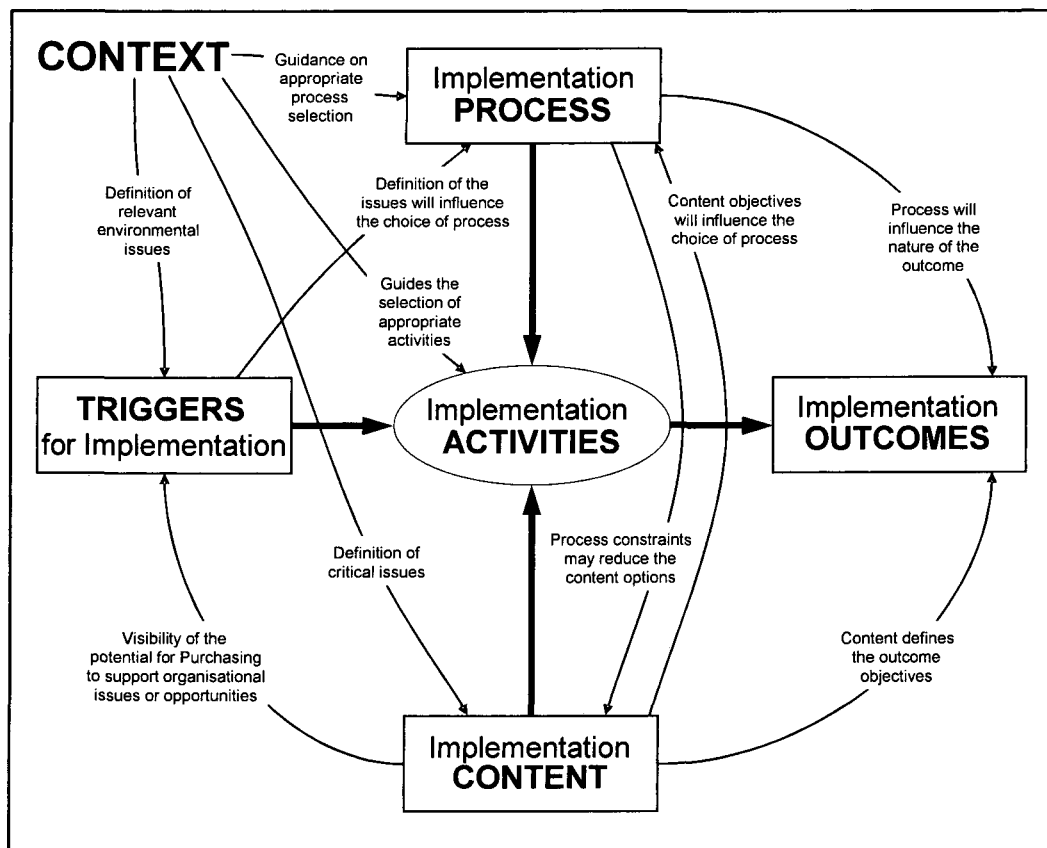 CONTEXT
Guidance on
appropriate
process
selection
Implementation
PROCESS
Definition of
relevant
environmental
issues
Definition of the
issues will influence
the choice of process
Content objectives
will influence the
choice of process
Process will
influence the
nature of the
outcome
Guides the
selection of
appropriate
activities
TRIGGERS
for Implementation
Implementation
ACTIVITIES
Implementation
OUTCOMES
Definition of
critical issues
Process constraints
may reduce the
content options
Visibility of the
potential for Purchasing
to support organisational
issues or opportunities
Content defines
the outcome
objectives
Implementation
CONTENT